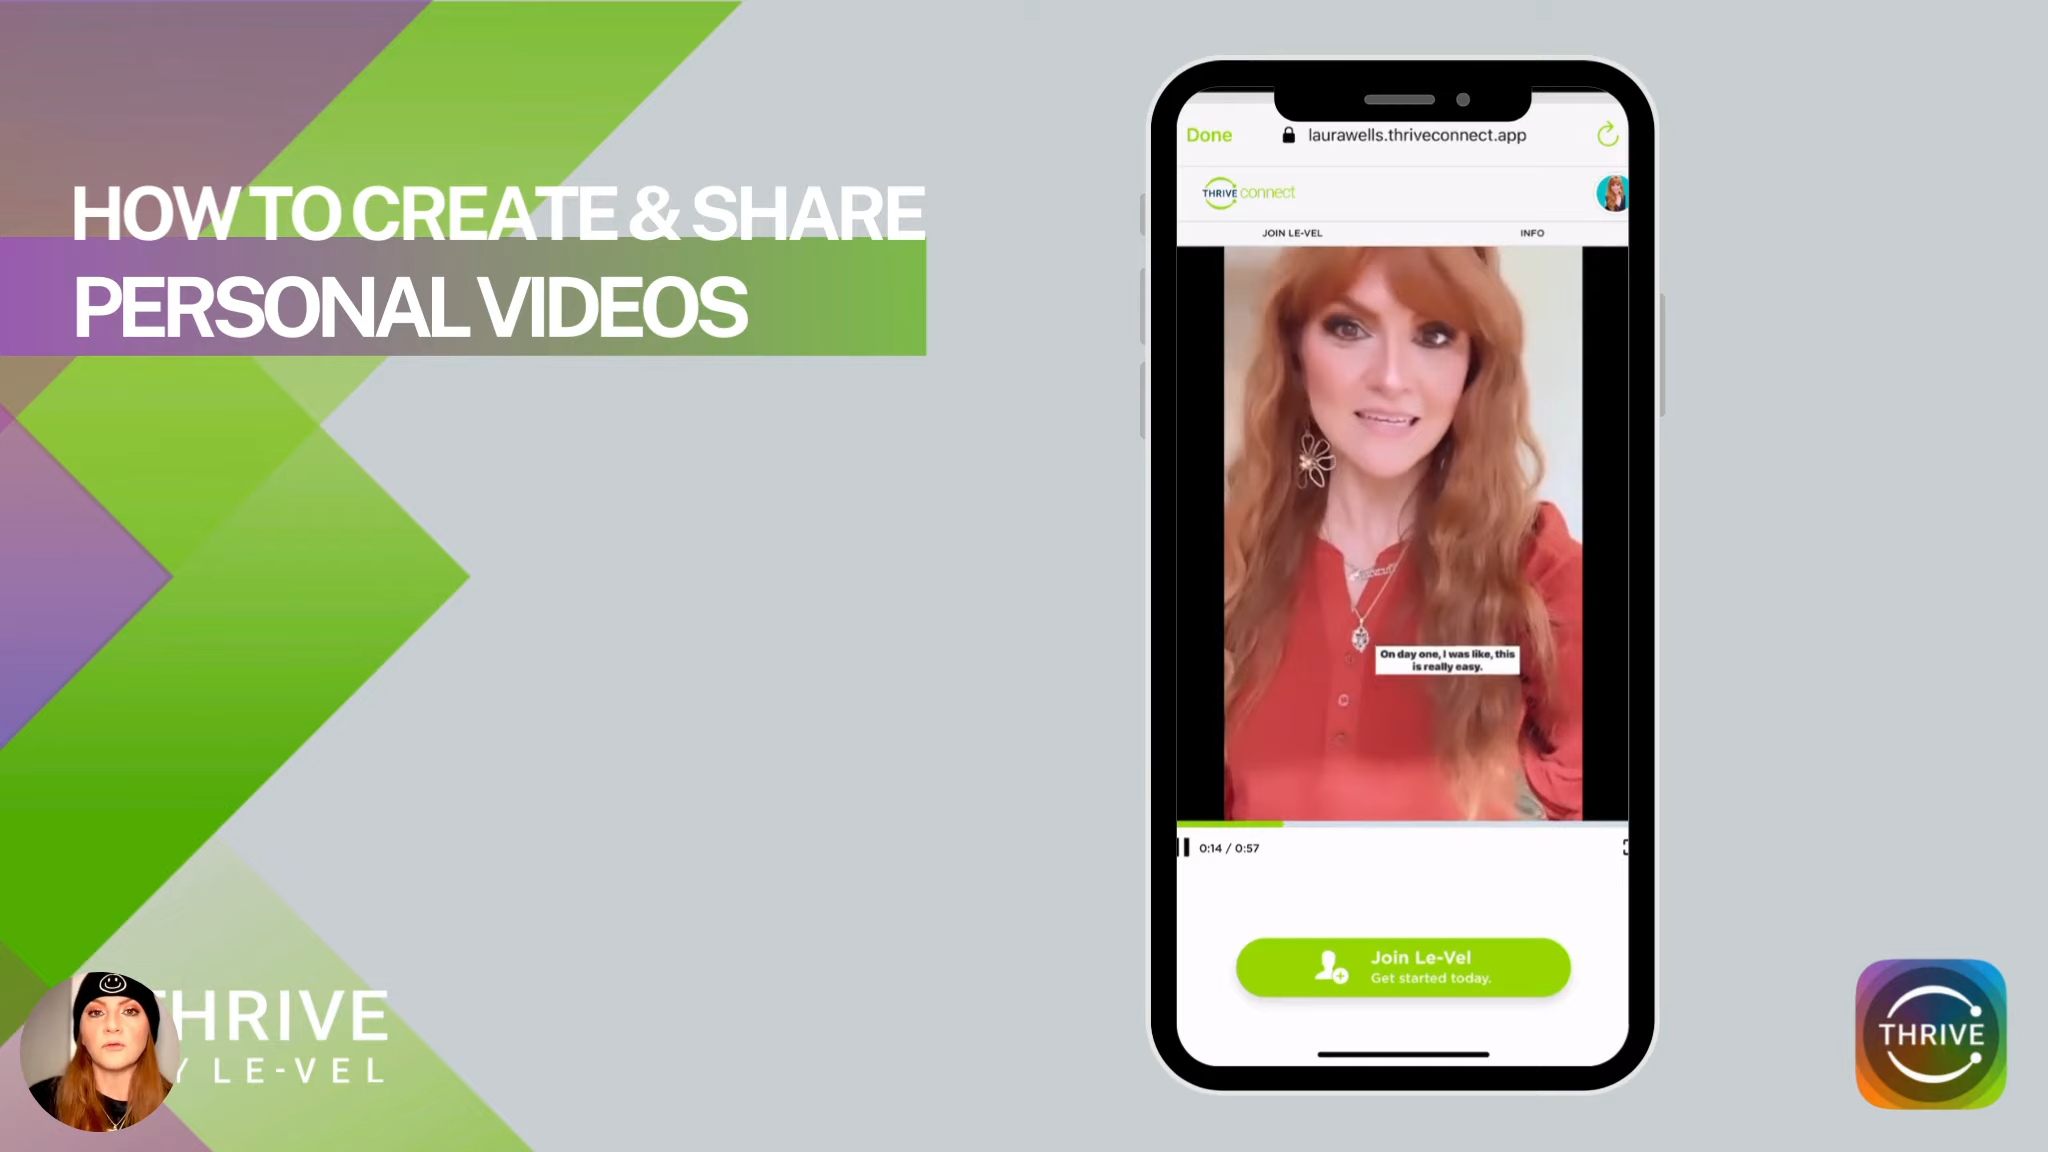 HOW TO CREATE & SHARE
PERSONAL VIDEOS
Done
laurawells.thriveconnect.app
THRIVE connect
JOIN LE-VEL
INFO
On day one, I was like, this
is really easy.
0:14 / 0:57
Join Le-Vel
Get started today.
HRIVE
Y LE-VEL
THRIVE